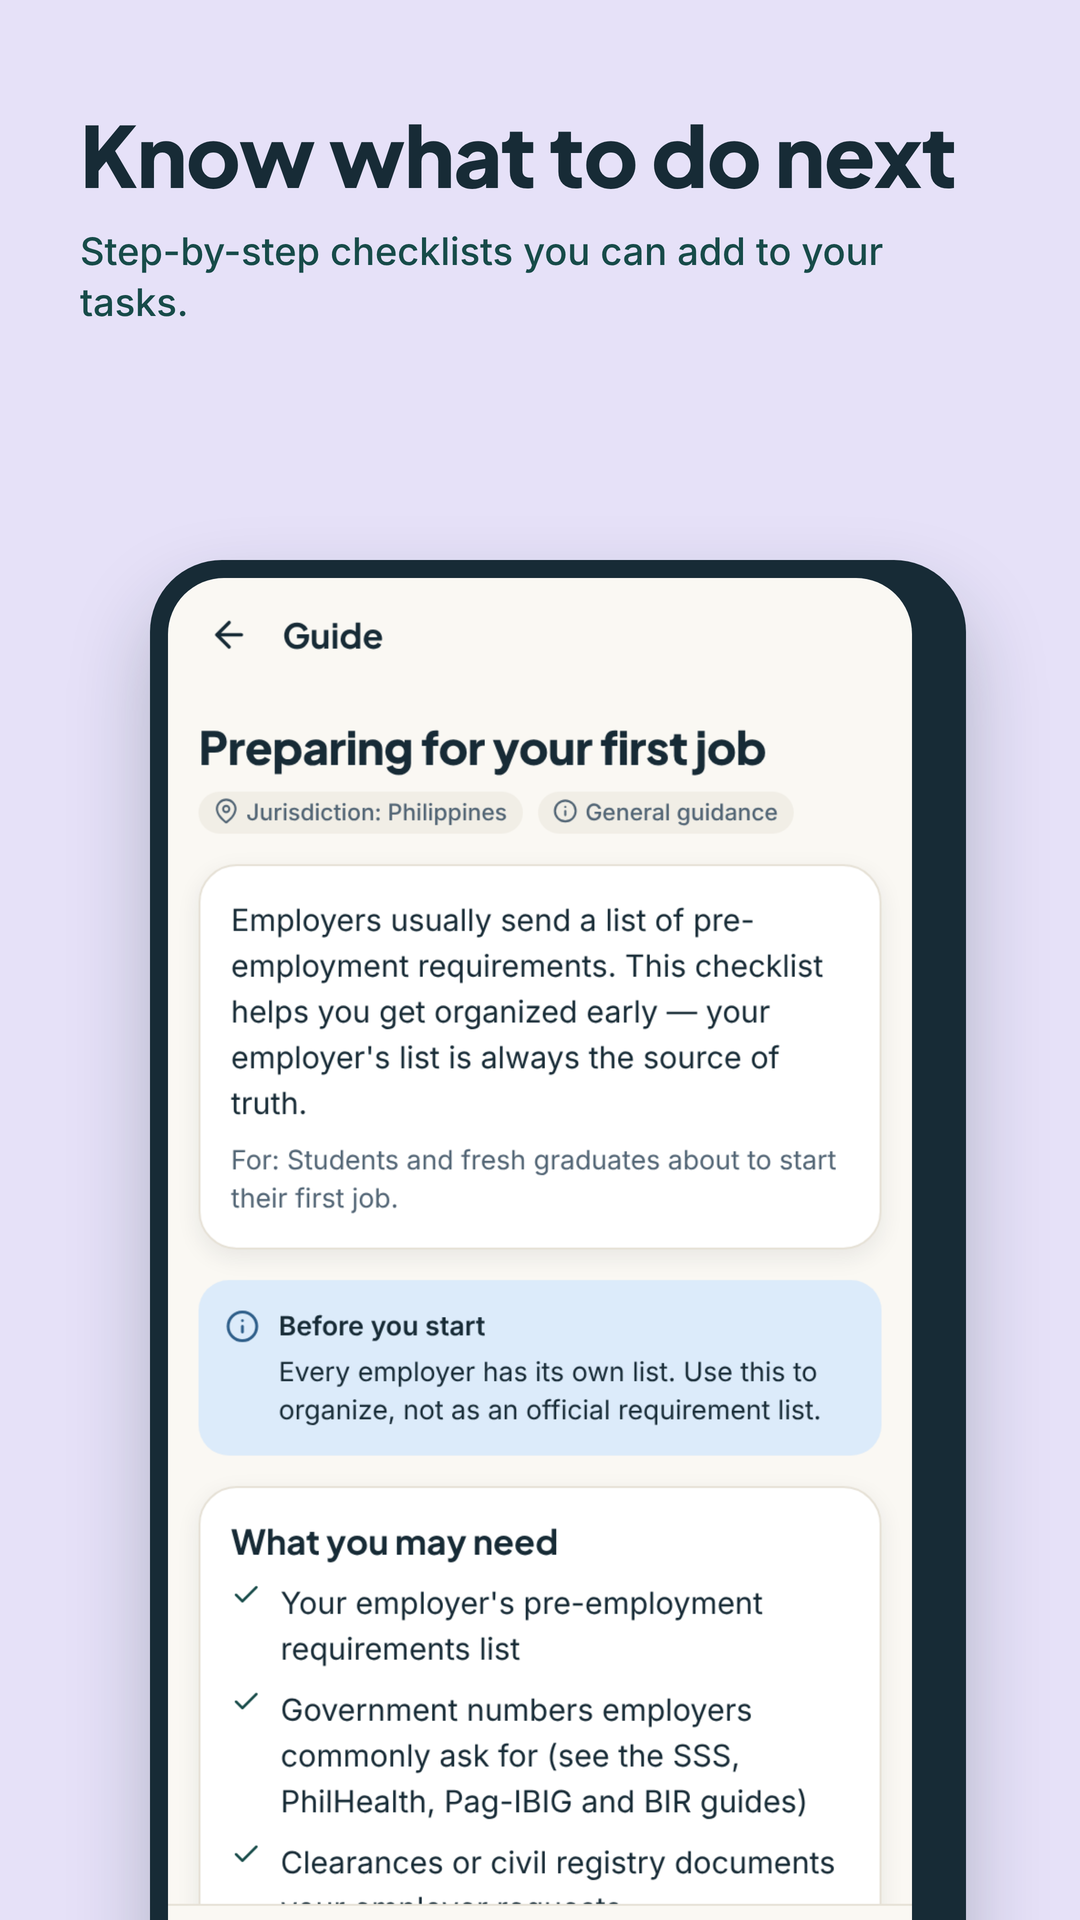 Know what to do next
Step-by-step checklists you can add to your
tasks.
Guide
Preparing for your first job
Jurisdiction: Philippines
General guidance
Employers usually send a list of pre-
employment requirements. This checklist
helps you get organized early — your
employer's list is always the source of
truth.
For: Students and fresh graduates about to start
their first job.
Before you start
Every employer has its own list. Use this to
organize, not as an official requirement list.
What you may need
Your employer's pre-employment
requirements list
Government numbers employers
commonly ask for (see the SSS,
PhilHealth, Pag-IBIG and BIR guides)
Clearances or civil registry documents
your employer requests